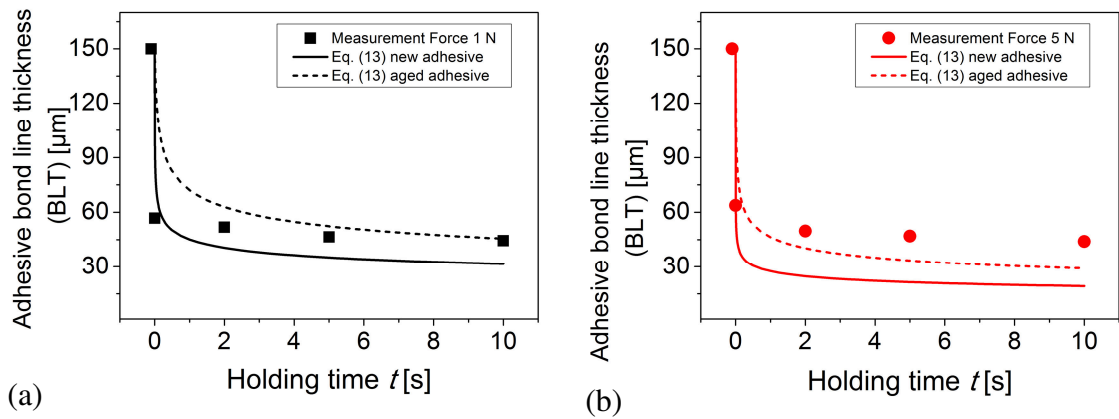 Adhesive bond line thickness
(BLT) [µm]
150
120
90
60
30
Measurement Force 1 N
Eq. (13) new adhesive
Eq. (13) aged adhesive
0 2 4 6 8 10
Holding time t [s]
(a)
Adhesive bond line thickness
(BLT) [µm]
150
120
90
60
30
Measurement Force 5 N
Eq. (13) new adhesive
Eq. (13) aged adhesive
0 2 4 6 8 10
Holding time t [s]
(b)